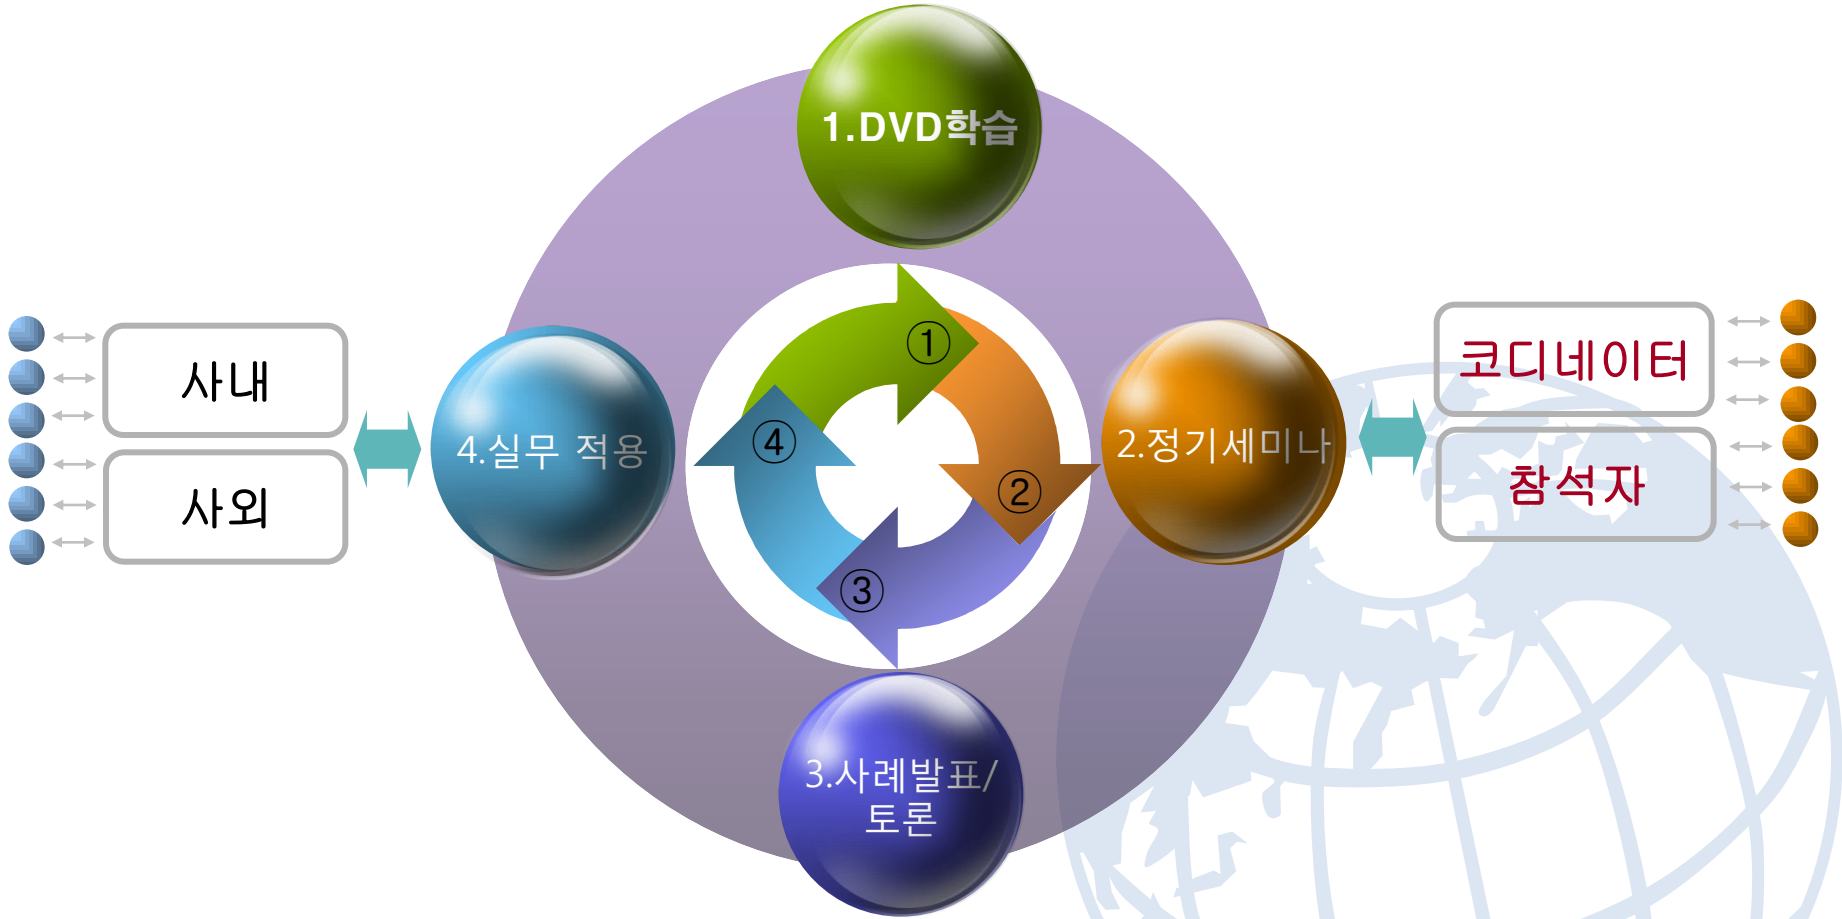 1.DVD학습
①
②
③
④
2.정기세미나
3.사례발표/
토론
4.실무 적용
사내
사외
코디네이터
참석자